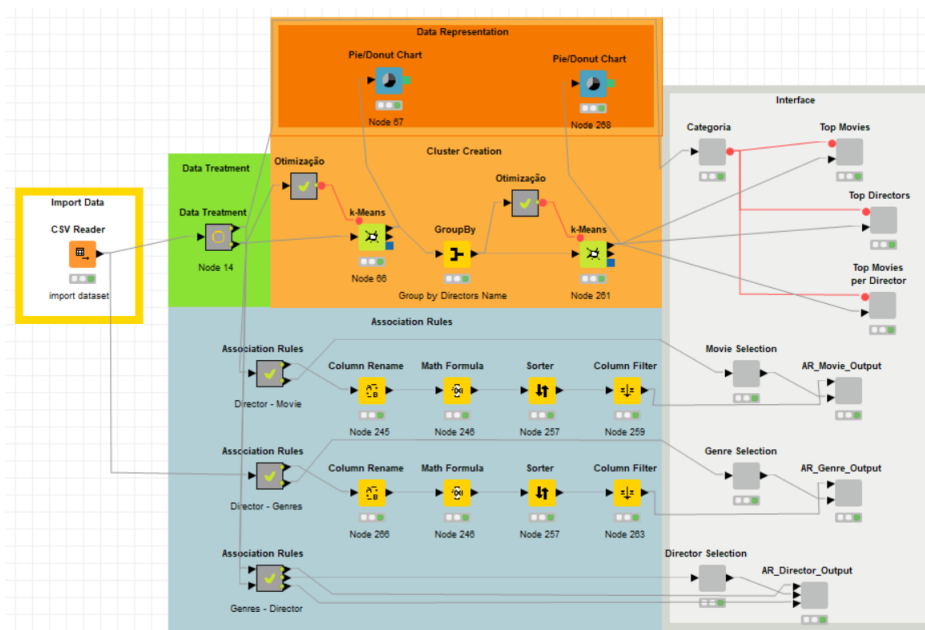 Data Representation
Pie/Donut Chart
Node 67
Pie/Donut Chart
Node 268
Interface
Categoria
Top Movies
Top Directors
Top Movies
per Director
Cluster Creation
Otimização
k-Means
Node 66
GroupBy
Group by Directors Name
Otimização
k-Means
Node 261
Data Treatment
Data Treatment
Node 14
Import Data
CSV Reader
import dataset
Association Rules
Association Rules
Director - Movie
Column Rename
Node 245
Math Formula
Node 246
Sorter
Node 257
Column Filter
Node 259
Movie Selection
AR_Movie_Output
Association Rules
Director - Genres
Column Rename
Node 266
Math Formula
Node 246
Sorter
Node 257
Column Filter
Node 263
Genre Selection
AR_Genre_Output
Association Rules
Genres - Director
Director Selection
AR_Director_Output